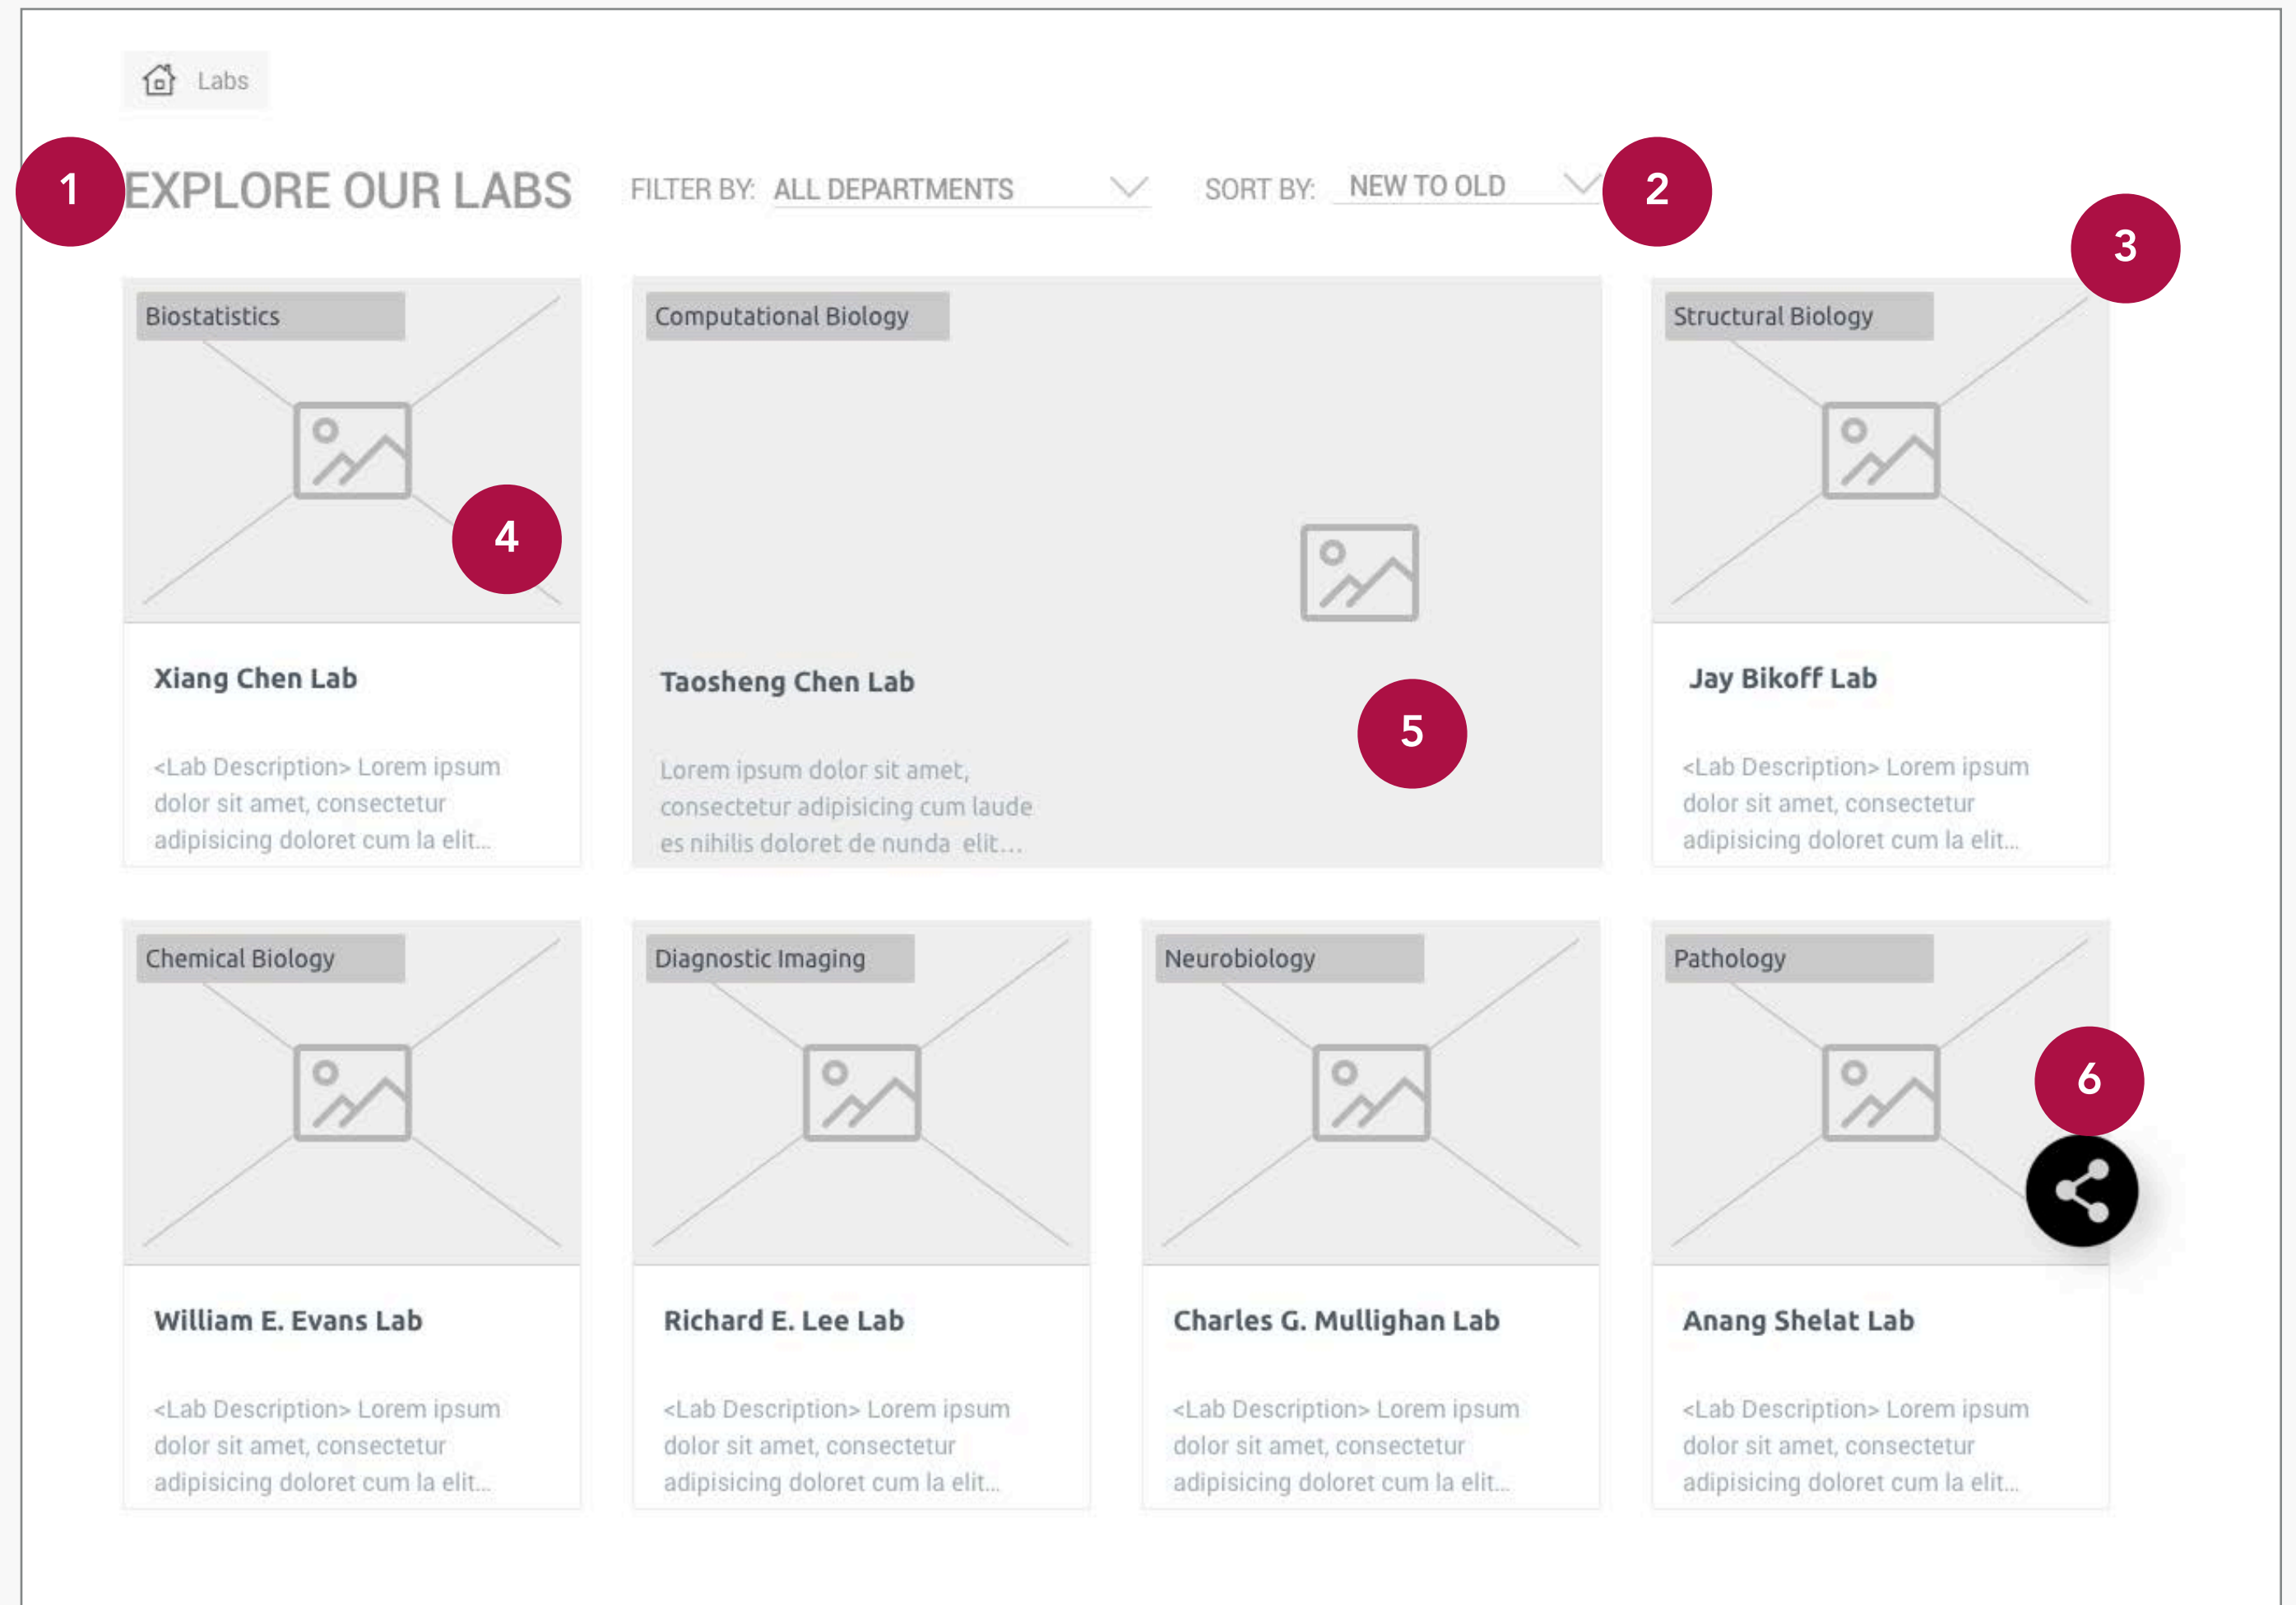 Labs
1
EXPLORE OUR LABS
FILTER BY: ALL DEPARTMENTS
SORT BY: NEW TO OLD
2
3
Biostatistics
4
Xiang Chen Lab
<Lab Description> Lorem ipsum
dolor sit amet, consectetur
adipisicing doloret cum la elit...
Computational Biology
Taosheng Chen Lab
5
Lorem ipsum dolor sit amet,
consectetur adipisicing cum laude
es nihilis doloret de nunda elit...
Structural Biology
Jay Bikoff Lab
<Lab Description> Lorem ipsum
dolor sit amet, consectetur
adipisicing doloret cum la elit...
Chemical Biology
William E. Evans Lab
<Lab Description> Lorem ipsum
dolor sit amet, consectetur
adipisicing doloret cum la elit...
Diagnostic Imaging
Richard E. Lee Lab
<Lab Description> Lorem ipsum
dolor sit amet, consectetur
adipisicing doloret cum la elit...
Neurobiology
Charles G. Mullighan Lab
<Lab Description> Lorem ipsum
dolor sit amet, consectetur
adipisicing doloret cum la elit...
Pathology
6
Anang Shelat Lab
<Lab Description> Lorem ipsum
dolor sit amet, consectetur
adipisicing doloret cum la elit...